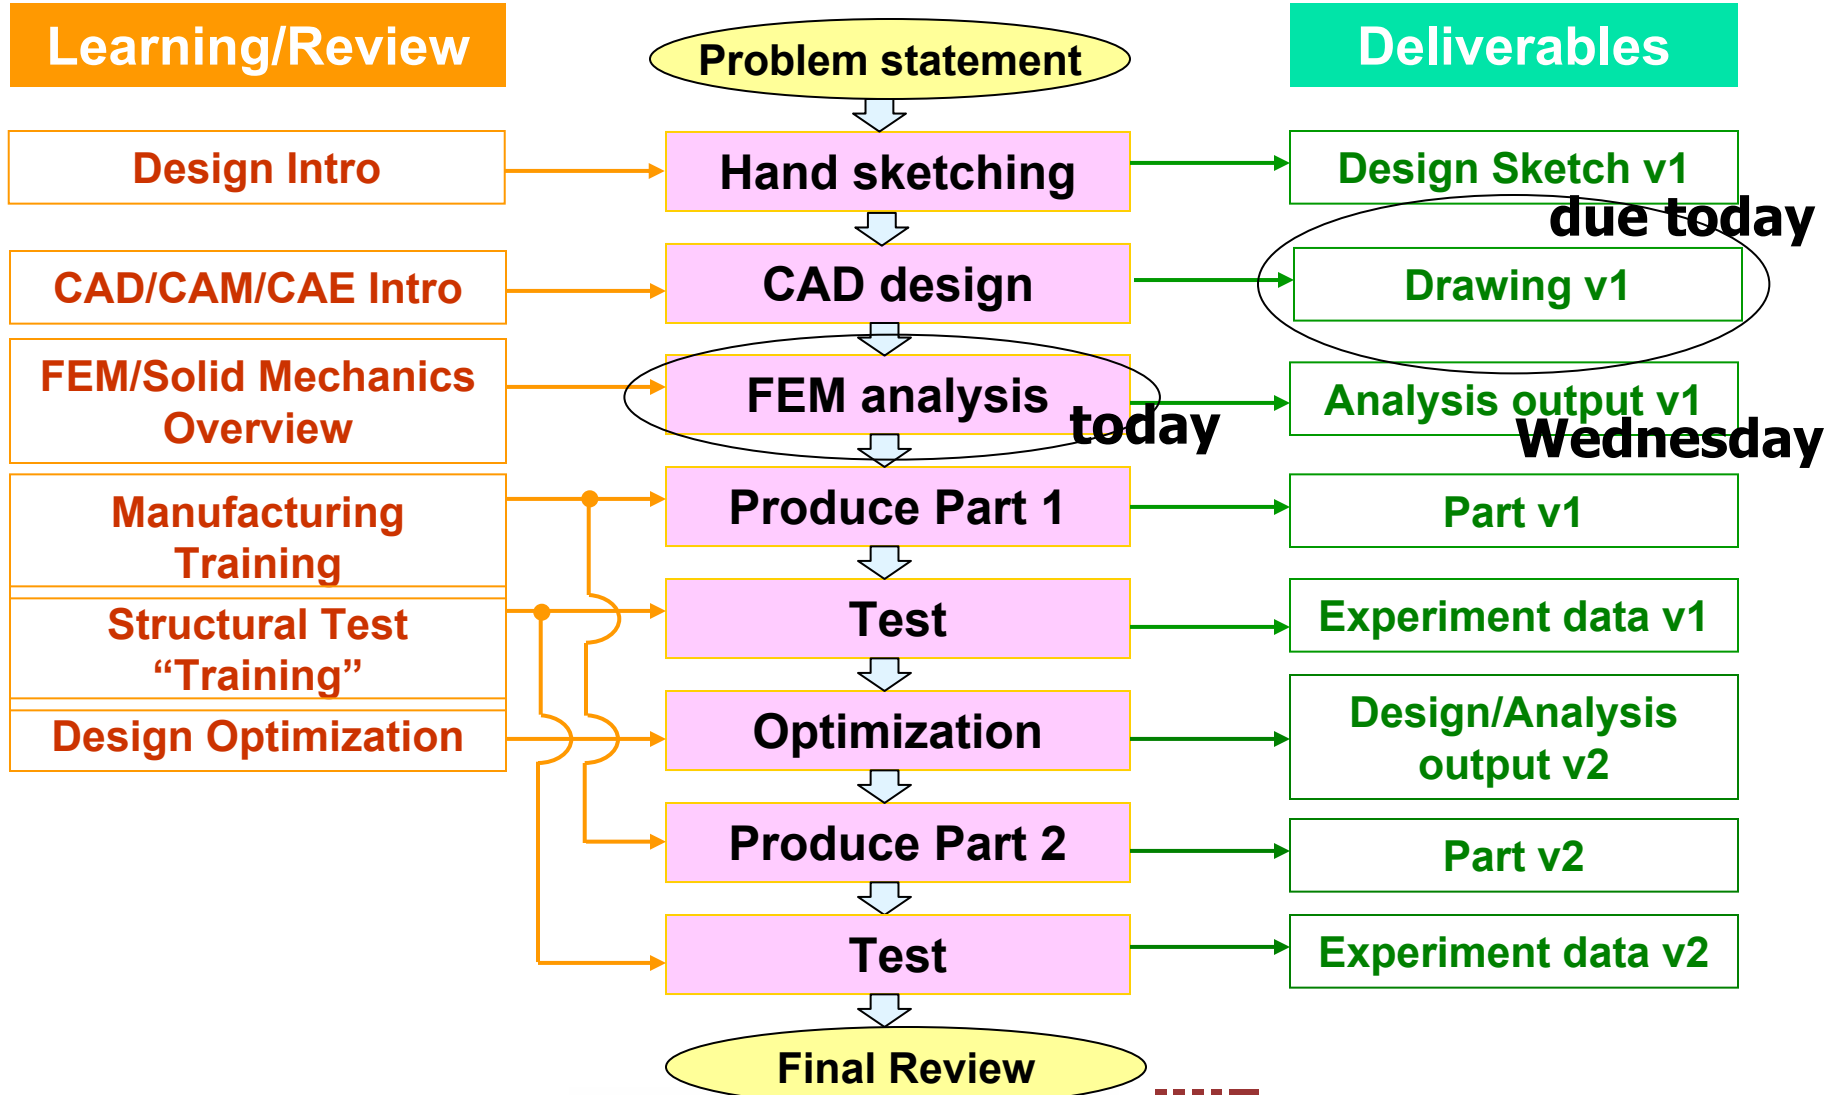 Learning/Review
Problem statement
Deliverables
Design Intro
Hand sketching
Design Sketch v1
due today
CAD/CAM/CAE Intro
CAD design
Drawing v1
FEM/Solid Mechanics
Overview
FEM analysis
today
Analysis output v1
Wednesday
Manufacturing
Training
Produce Part 1
Part v1
Structural Test
“Training”
Test
Experiment data v1
Design Optimization
Optimization
Design/Analysis
output v2
Produce Part 2
Part v2
Test
Experiment data v2
Final Review